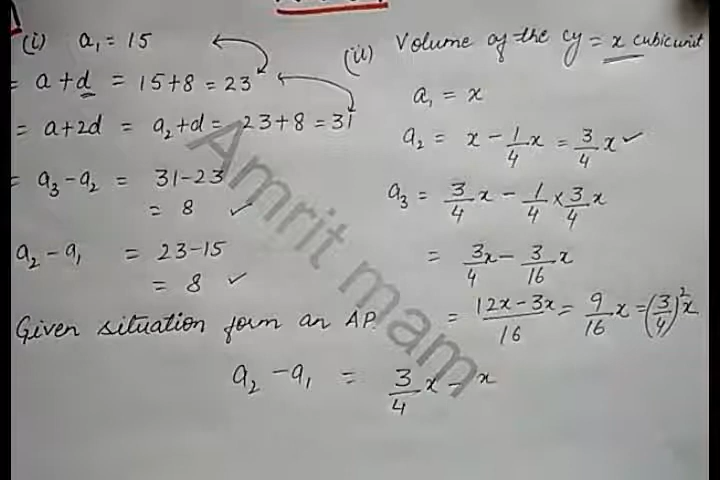 (i) a₁ = 15
= a + d = 15 + 8 = 23
= a + 2d = a₂ + d = 23 + 8 = 31
= a₃ - a₂ = 31 - 23
= 8 ✓
a₂ - a₁ = 23 - 15
= 8 ✓
Given situation form an AP.
(ii) Volume of the cy = x cubic unit
a₁ = x
a₂ = x - 1/4 x = 3/4 x ✓
a₃ = 3/4 x - 1/4 × 3/4 x
= 3/4 x - 3/16 x
= (12x - 3x)/16 = 9/16 x = (3/4)² x
a₂ - a₁ = 3/4 x - x
Amrit mam